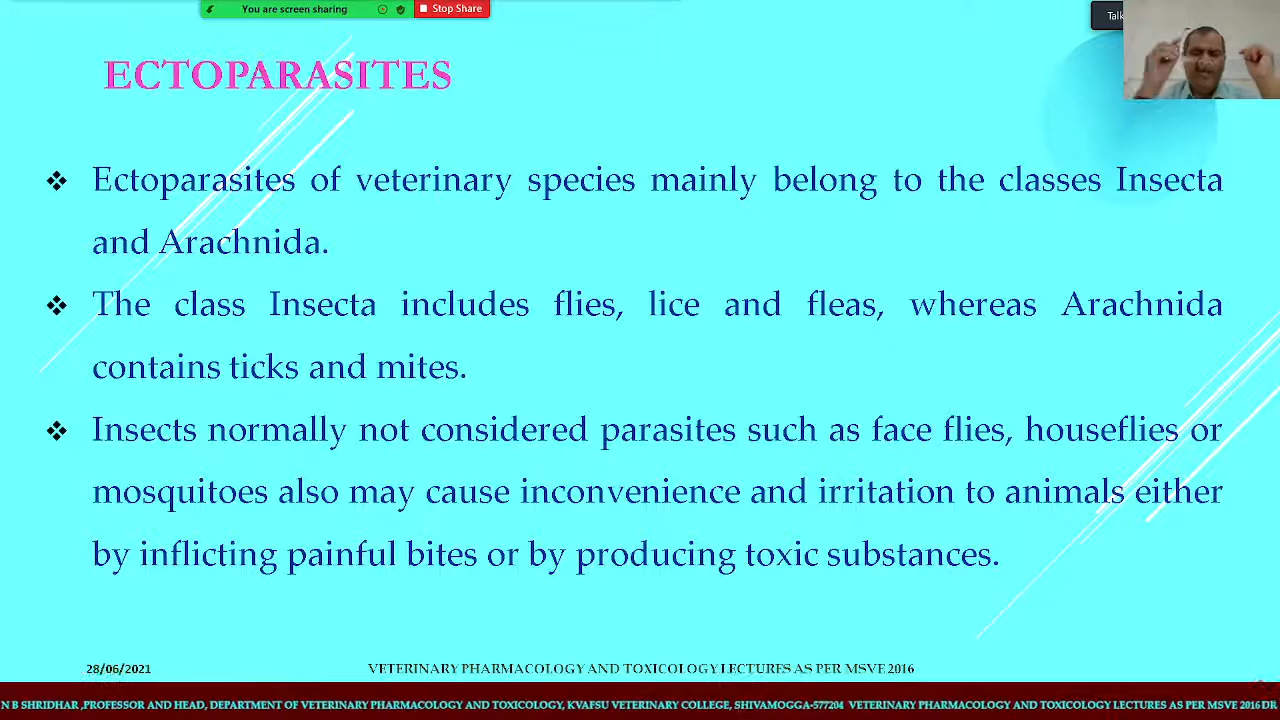 You are screen sharing
Stop Share
Talk
ECTOPARASITES
❖ Ectoparasites of veterinary species mainly belong to the classes Insecta
and Arachnida.
❖ The class Insecta includes flies, lice and fleas, whereas Arachnida
contains ticks and mites.
❖ Insects normally not considered parasites such as face flies, houseflies or
mosquitoes also may cause inconvenience and irritation to animals either
by inflicting painful bites or by producing toxic substances.
28/06/2021
VETERINARY PHARMACOLOGY AND TOXICOLOGY LECTURES AS PER MSVE 2016
N B SHRIDHAR ,PROFESSOR AND HEAD, DEPARTMENT OF VETERINARY PHARMACOLOGY AND TOXICOLOGY, KVAFSU VETERINARY COLLEGE, SHIVAMOGGA-577204 VETERINARY PHARMACOLOGY AND TOXICOLOGY LECTURES AS PER MSVE 2016 DR